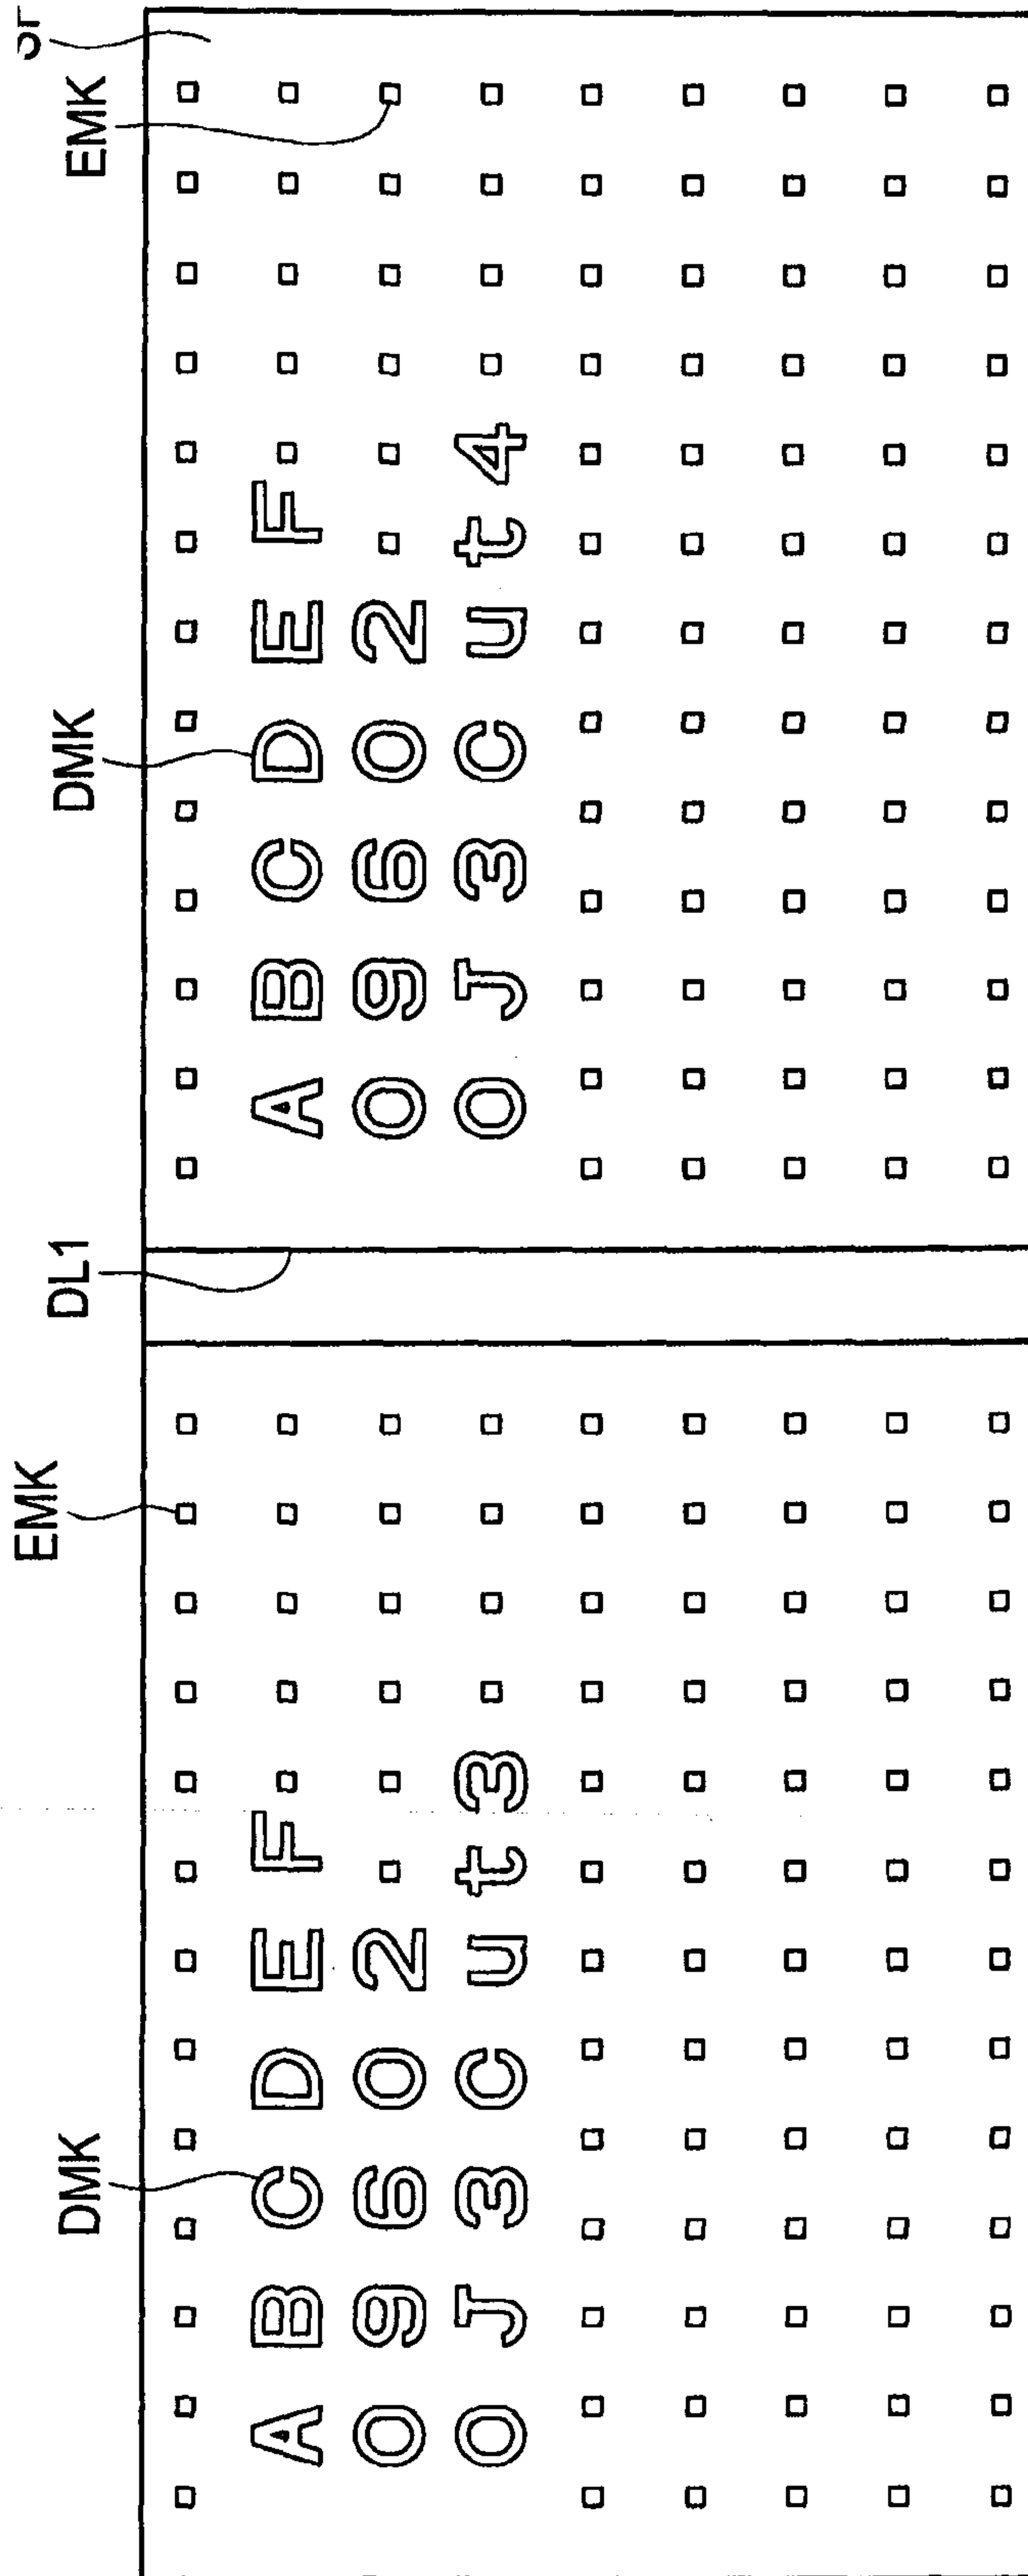 DMK
EMK
DL1
DMK
EMK
ABCDEF
09602
0J3Cut3
ABCDEF
09602
0J3Cut4